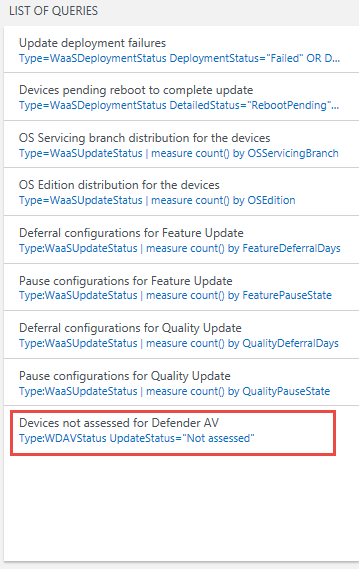 LIST OF QUERIES
Update deployment failures
Type=WaaSDeploymentStatus DeploymentStatus="Failed" OR D...
Devices pending reboot to complete update
Type=WaaSDeploymentStatus DetailedStatus="RebootPending"...
OS Servicing branch distribution for the devices
Type=WaaSUpdateStatus | measure count() by OSServicingBranch
OS Edition distribution for the devices
Type=WaaSUpdateStatus | measure count() by OSEdition
Deferral configurations for Feature Update
Type:WaaSUpdateStatus | measure count() by FeatureDeferralDays
Pause configurations for Feature Update
Type:WaaSUpdateStatus | measure count() by FeaturePauseState
Deferral configurations for Quality Update
Type:WaaSUpdateStatus | measure count() by QualityDeferralDays
Pause configurations for Quality Update
Type:WaaSUpdateStatus | measure count() by QualityPauseState
Devices not assessed for Defender AV
Type:WDAVStatus UpdateStatus="Not assessed"